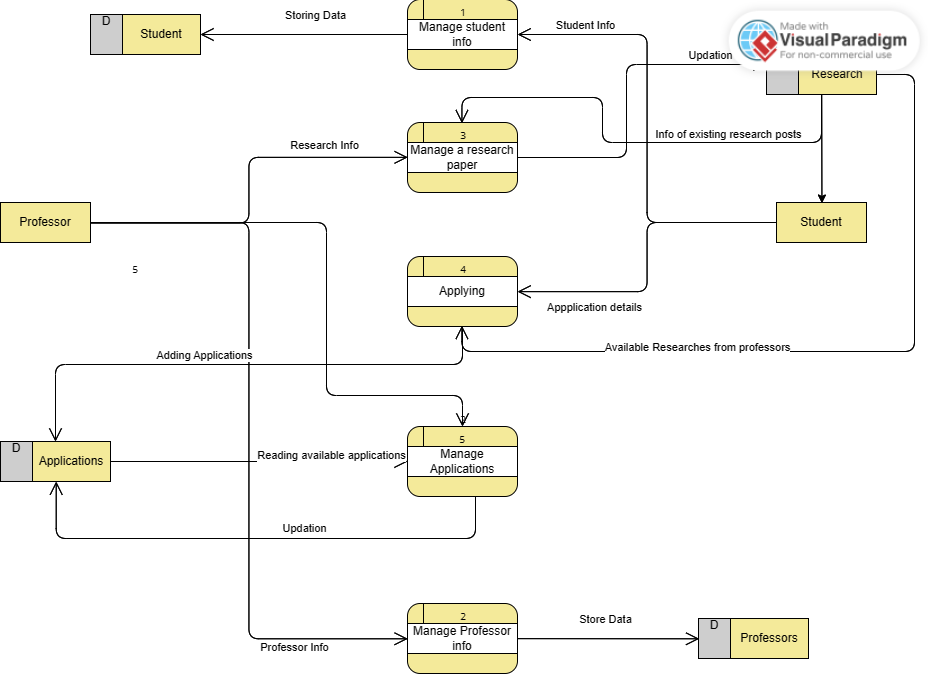 D
Student
Storing Data
1
Manage student
info
Student Info
Made with
Visual Paradigm
For non-commercial use
Updation
Research
3
Manage a research
paper
Info of existing research posts
Research Info
Professor
Student
5
4
Applying
Appplication details
Available Researches from professors
Adding Applications
D
Applications
Reading available applications
5
Manage
Applications
Updation
2
Manage Professor
info
Professor Info
Store Data
D
Professors